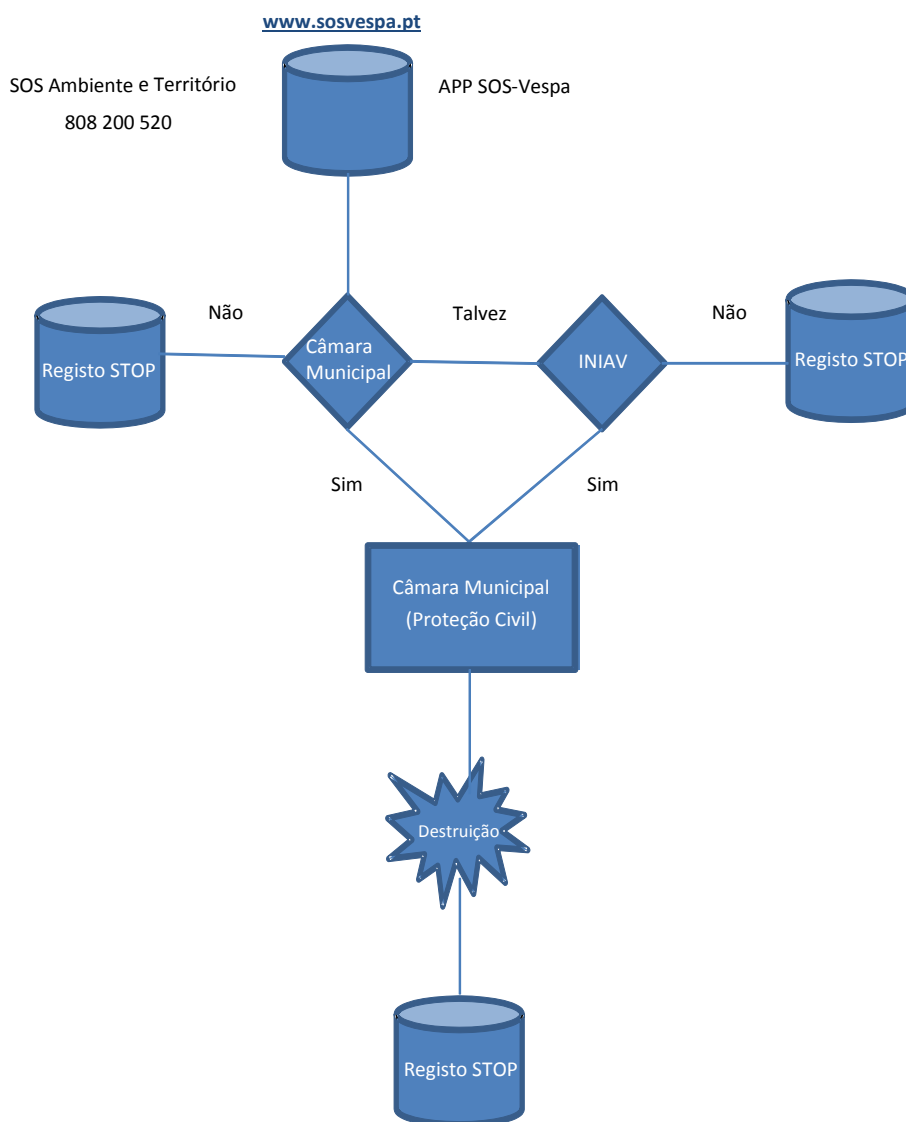 www.sosvespa.pt
SOS Ambiente e Território
808 200 520
APP SOS-Vespa
Não
Talvez
Não
Registo STOP
Câmara
Municipal
INIAV
Registo STOP
Sim
Sim
Câmara Municipal
(Proteção Civil)
Destruição
Registo STOP